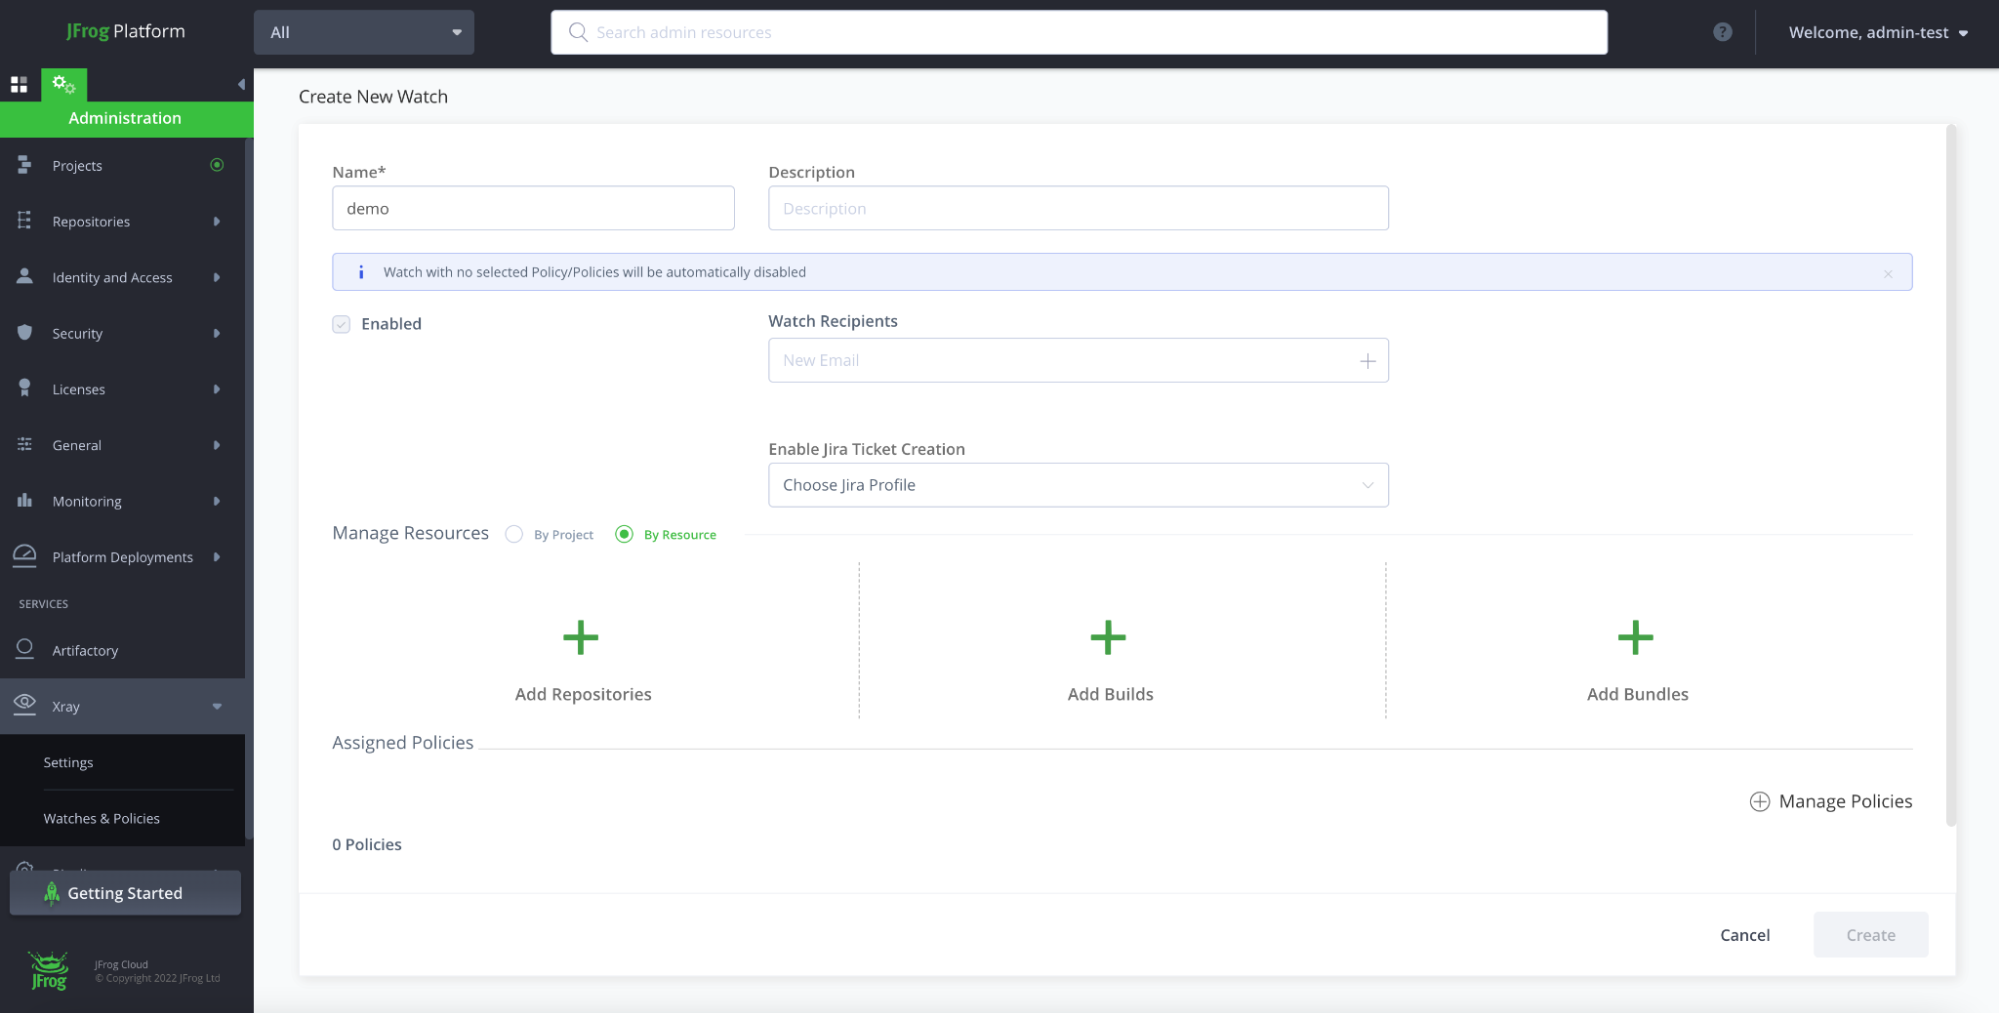 JFrog Platform
All
Search admin resources
?
Welcome, admin-test
Administration
Create New Watch
Projects
Repositories
Identity and Access
Security
Licenses
General
Monitoring
Platform Deployments
SERVICES
Artifactory
Xray
Settings
Watches & Policies
Getting Started
JFrog
JFrog Cloud
© Copyright 2022 JFrog Ltd
Name*
Description
demo
Description
Watch with no selected Policy/Policies will be automatically disabled
Enabled
Watch Recipients
New Email
Enable Jira Ticket Creation
Choose Jira Profile
Manage Resources By Project By Resource
Add Repositories
Add Builds
Add Bundles
Assigned Policies
Manage Policies
0 Policies
Cancel
Create